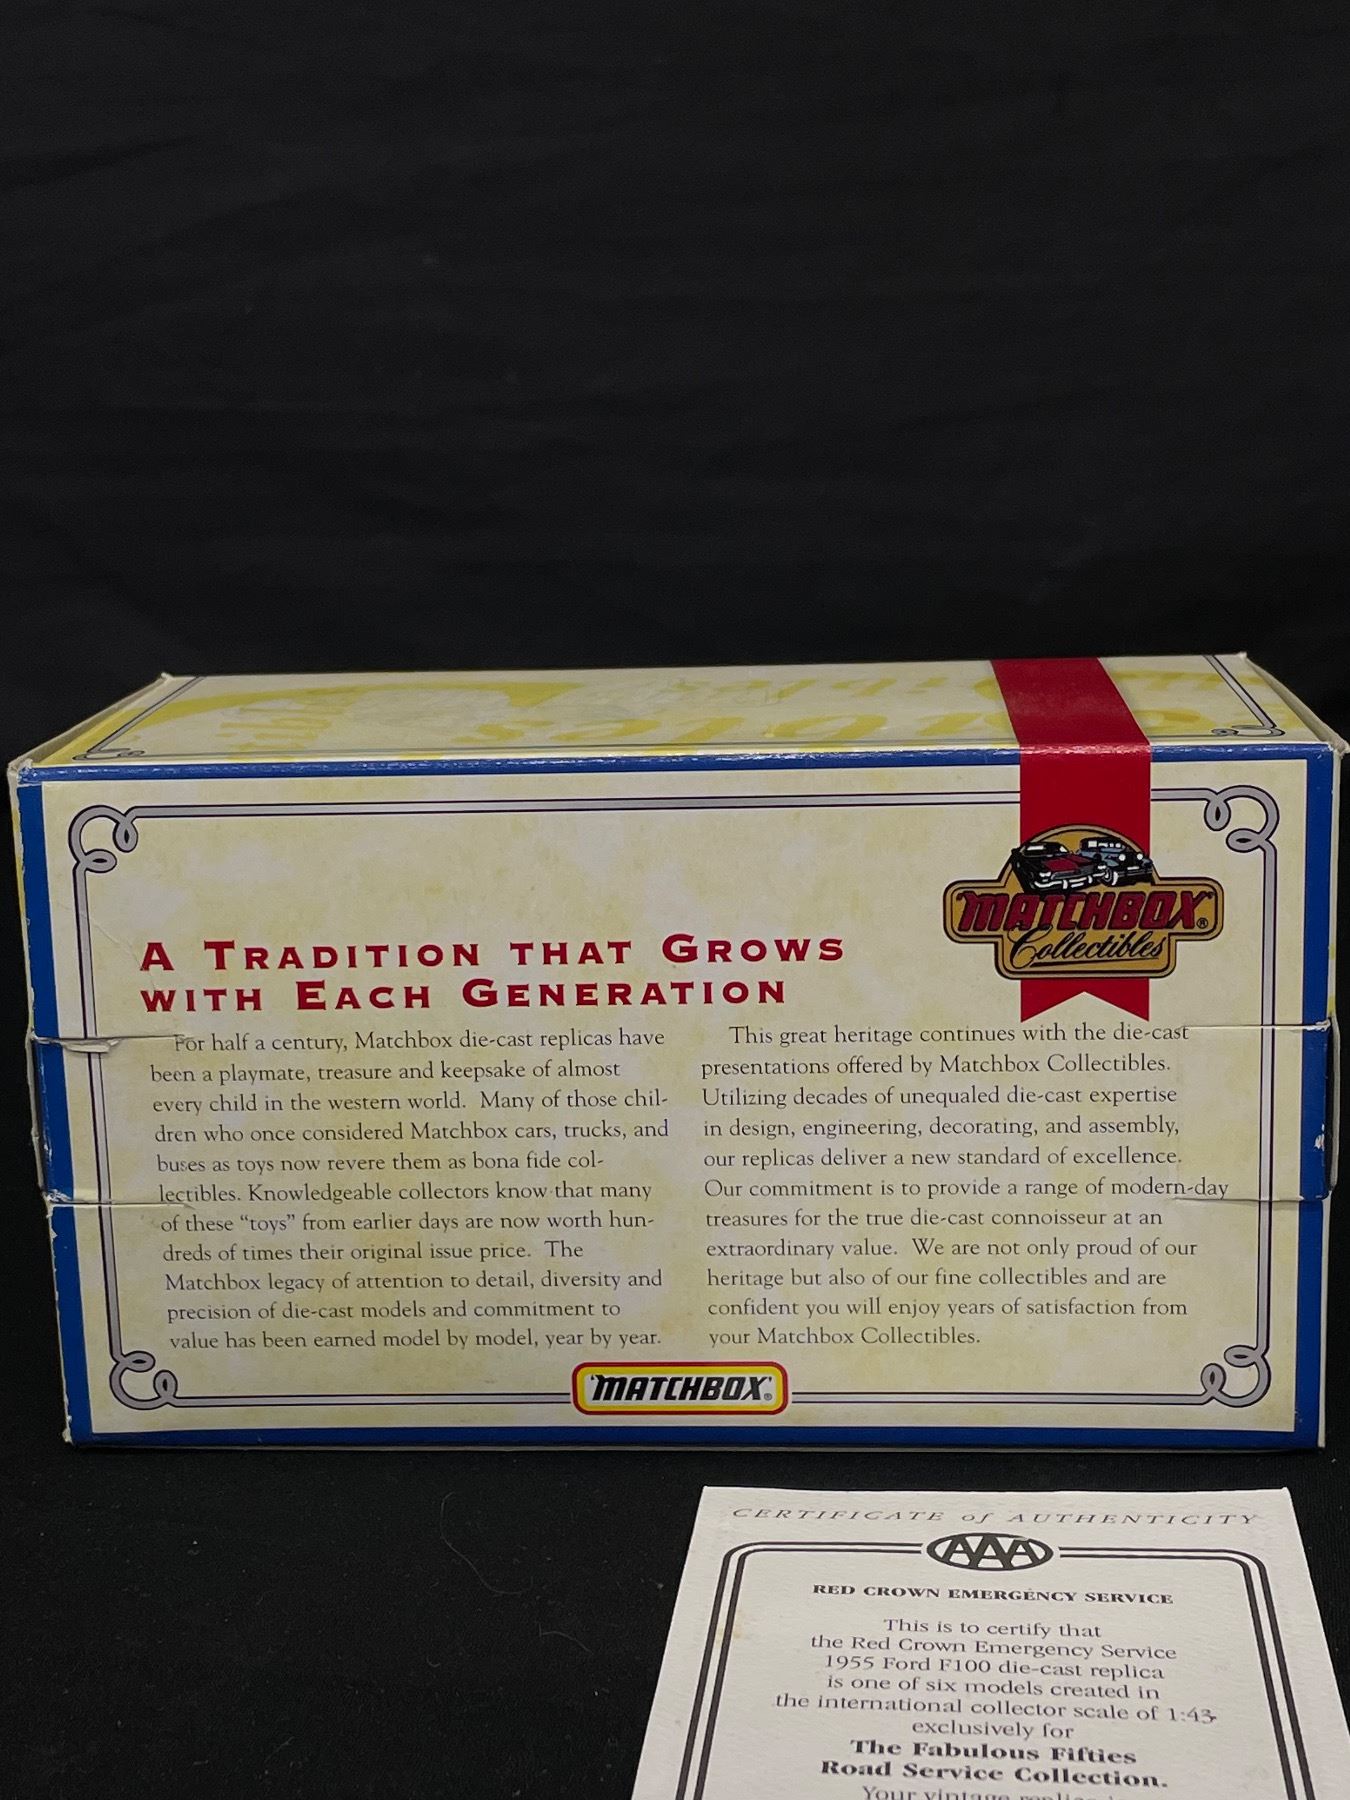 MATCHBOX®
Collectibles
A TRADITION THAT GROWS
WITH EACH GENERATION
For half a century, Matchbox die-cast replicas have
been a playmate, treasure and keepsake of almost
every child in the western world. Many of those chil-
dren who once considered Matchbox cars, trucks, and
buses as toys now revere them as bona fide col-
lectibles. Knowledgeable collectors know that many
of these “toys” from earlier days are now worth hun-
dreds of times their original issue price. The
Matchbox legacy of attention to detail, diversity and
precision of die-cast models and commitment to
value has been earned model by model, year by year.
This great heritage continues with the die-cast
presentations offered by Matchbox Collectibles.
Utilizing decades of unequaled die-cast expertise
in design, engineering, decorating, and assembly,
our replicas deliver a new standard of excellence.
Our commitment is to provide a range of modern-day
treasures for the true die-cast connoisseur at an
extraordinary value. We are not only proud of our
heritage but also of our fine collectibles and are
confident you will enjoy years of satisfaction from
your Matchbox Collectibles.
"MATCHBOX"®
CERTIFICATE of AUTHENTICITY
AAA
RED CROWN EMERGENCY SERVICE
This is to certify that
the Red Crown Emergency Service
1955 Ford F100 die-cast replica
is one of six models created in
the international collector scale of 1:43
exclusively for
The Fabulous Fifties
Road Service Collection.
Your vintage replica